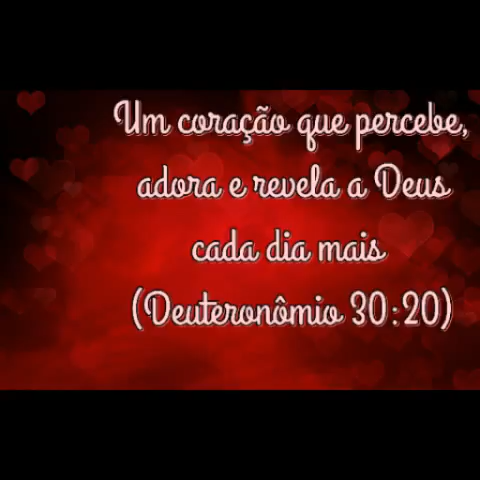 Um coração que percebe,
adora e revela a Deus
cada dia mais
(Deuteronômio 30:20)